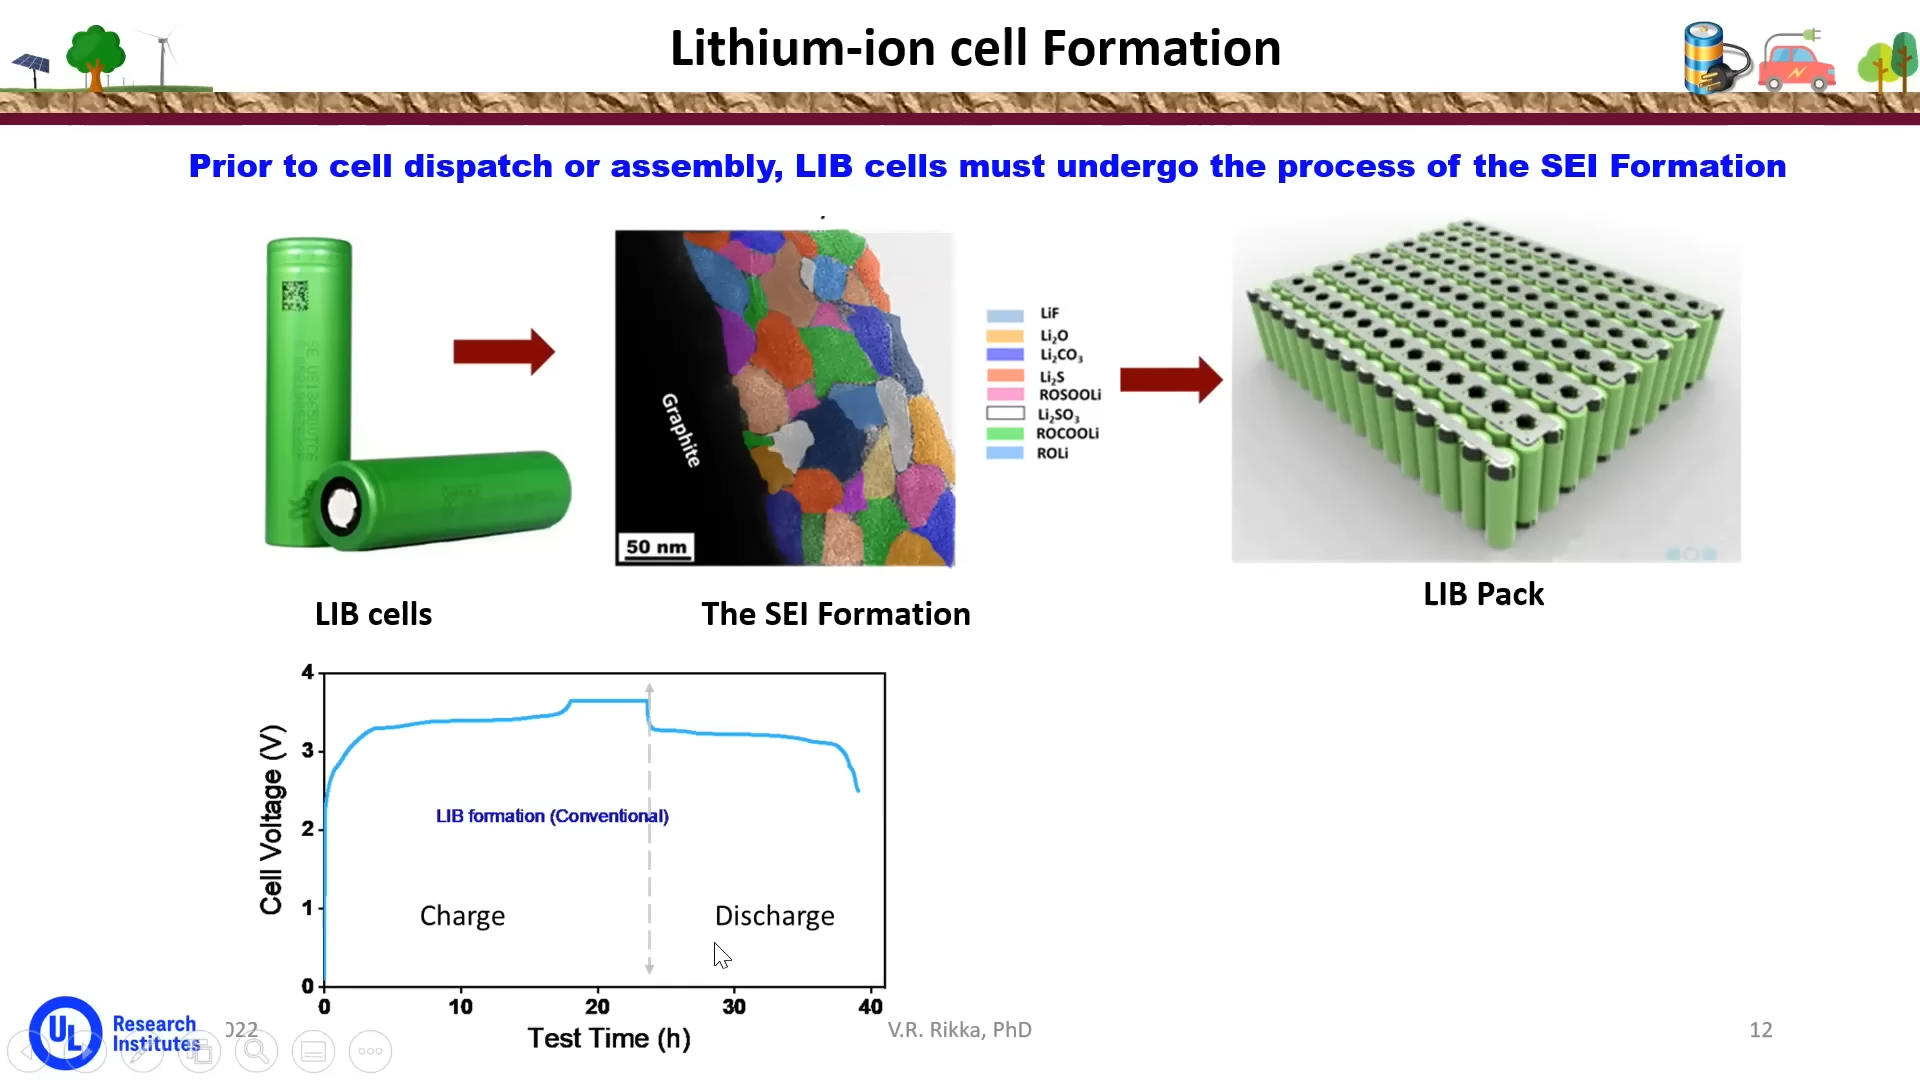 Lithium-ion cell Formation
Prior to cell dispatch or assembly, LIB cells must undergo the process of the SEI Formation
Graphite
50 nm
LiF
Li₂O
Li₂CO₃
Li₂S
ROSOOLi
Li₂SO₃
ROCOOLi
ROLi
LIB cells
The SEI Formation
LIB Pack
4
3
2
1
0
Cell Voltage (V)
LIB formation (Conventional)
Charge
Discharge
0
10
20
30
40
Test Time (h)
UL
Research
Institutes
022
V.R. Rikka, PhD
12